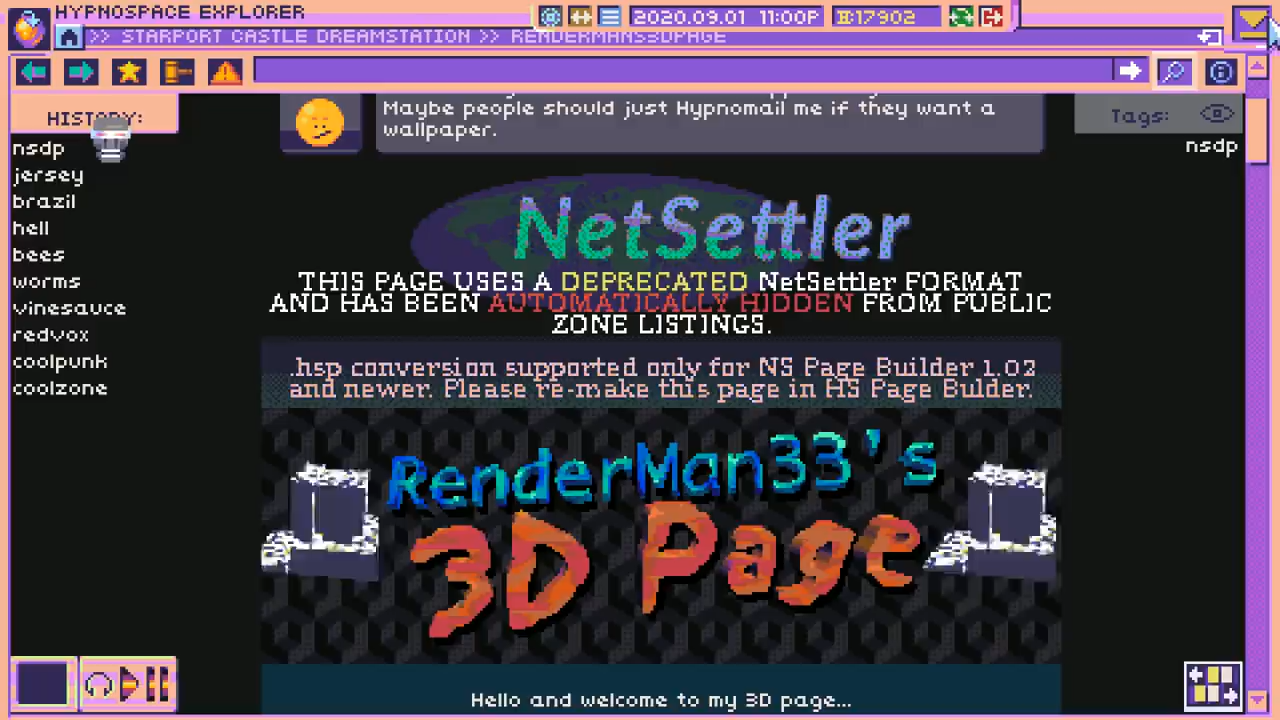 HYPNOSPACE EXPLORER
2020.09.01 11:00P
17902
>> STARPORT CASTLE DREAMSTATION >> RENDERMANS3DPAGE
HISTORY:
nsdp
jersey
brazil
hell
bees
worms
vinesauce
redvox
coolpunk
coolzone
Maybe people should just Hypnomail me if they want a
wallpaper.
Tags:
nsdp
NetSettler
THIS PAGE USES A DEPRECATED NetSettler FORMAT
AND HAS BEEN AUTOMATICALLY HIDDEN FROM PUBLIC
ZONE LISTINGS.
.hsp conversion supported only for NS Page Builder 1.02
and newer. Please re-make this page in HS Page Bulder.
RenderMan33's
3D Page
Hello and welcome to my 3D page...